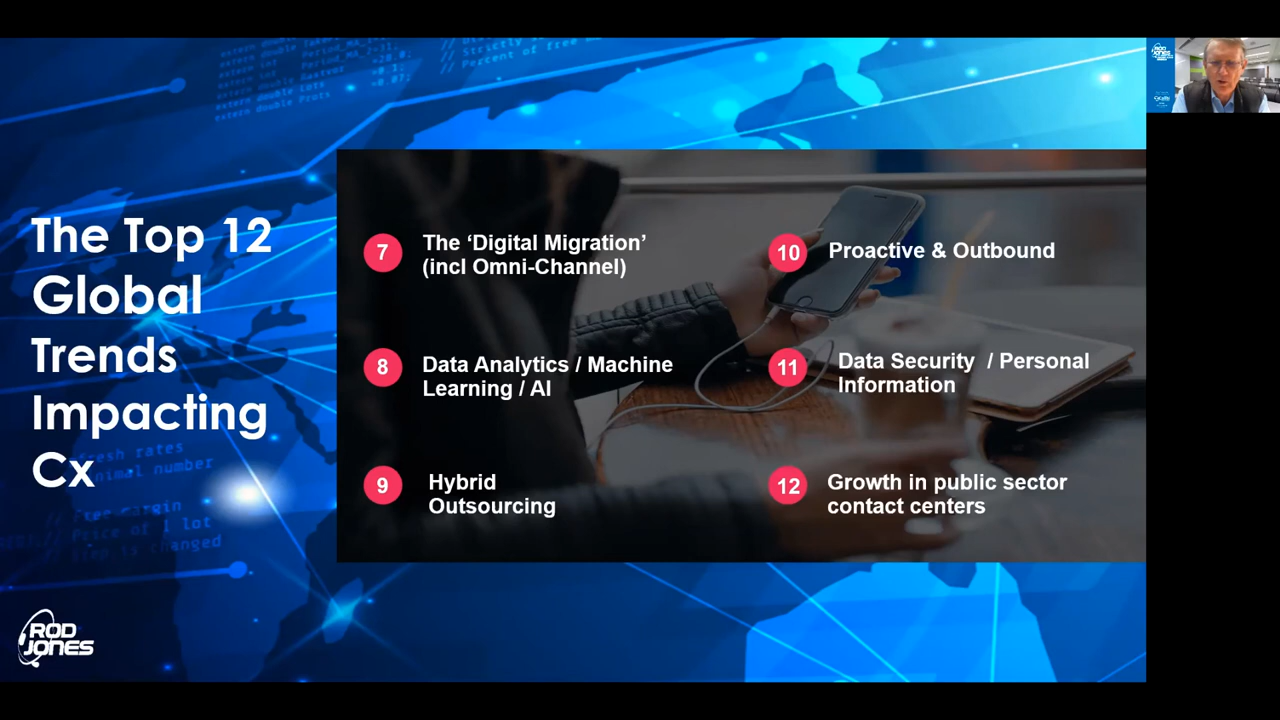 The Top 12
Global
Trends
Impacting
Cx
7
The ‘Digital Migration’
(incl Omni-Channel)
8
Data Analytics / Machine
Learning / AI
9
Hybrid
Outsourcing
10
Proactive & Outbound
11
Data Security / Personal
Information
12
Growth in public sector
contact centers
ROD
JONES
ROD
JONES